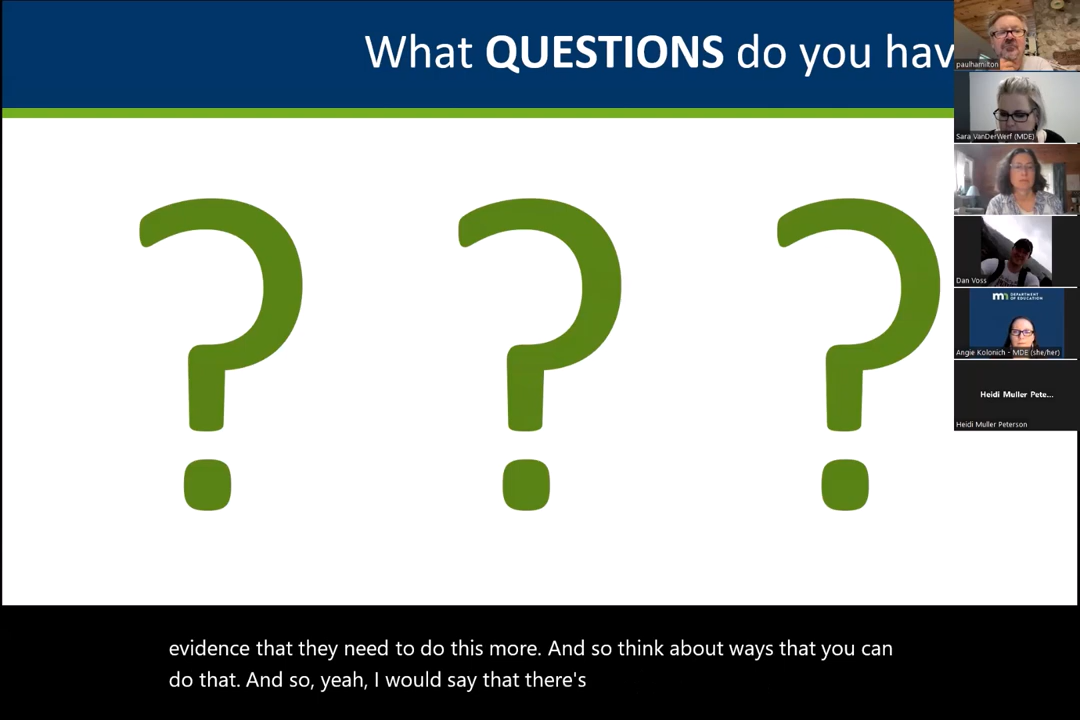 What QUESTIONS do you hav
? ? ?
paulhamilton
Sara VanDerWerf (MDE)
Dan Voss
mn DEPARTMENT
OF EDUCATION
Angie Kolonich - MDE (she/her)
Heidi Muller Pete...
Heidi Muller Peterson
evidence that they need to do this more. And so think about ways that you can
do that. And so, yeah, I would say that there's